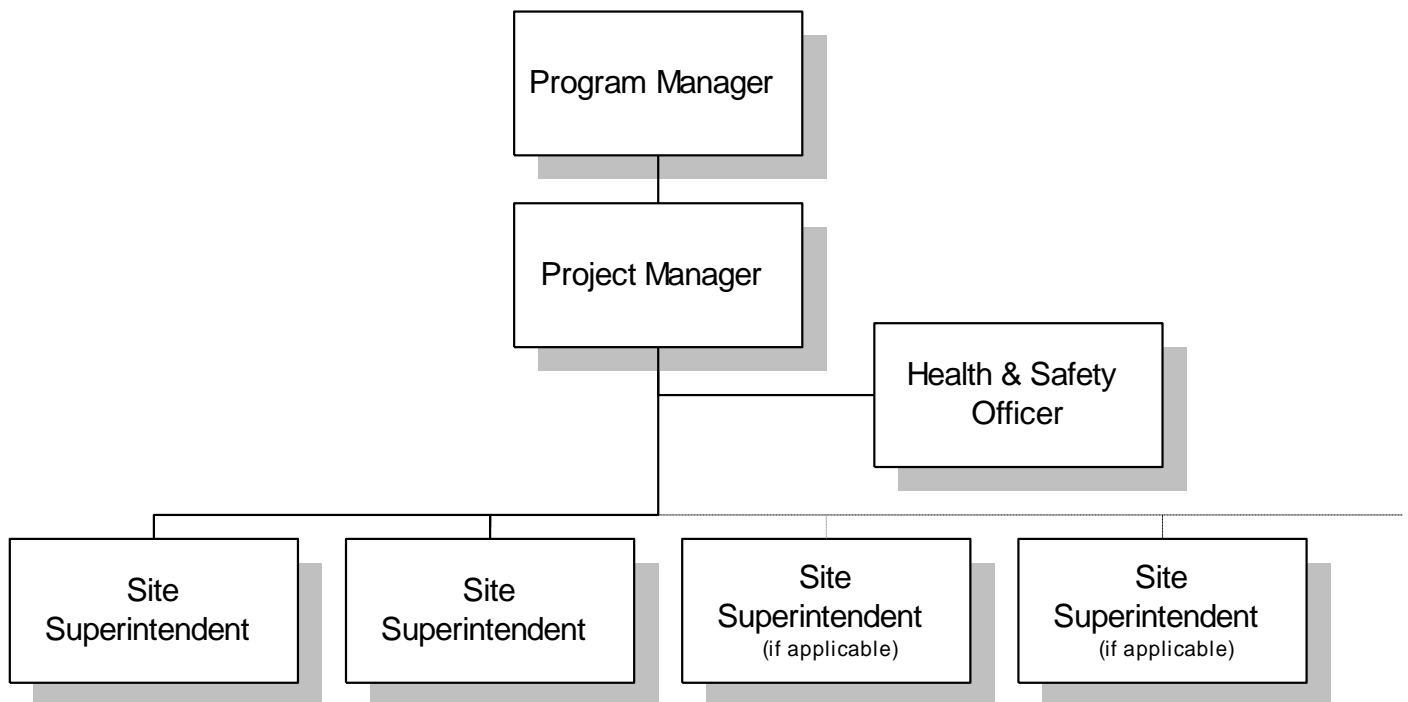 Program Manager
Project Manager
Health & Safety
Officer
Site
Superintendent
Site
Superintendent
Site
Superintendent
(if applicable)
Site
Superintendent
(if applicable)